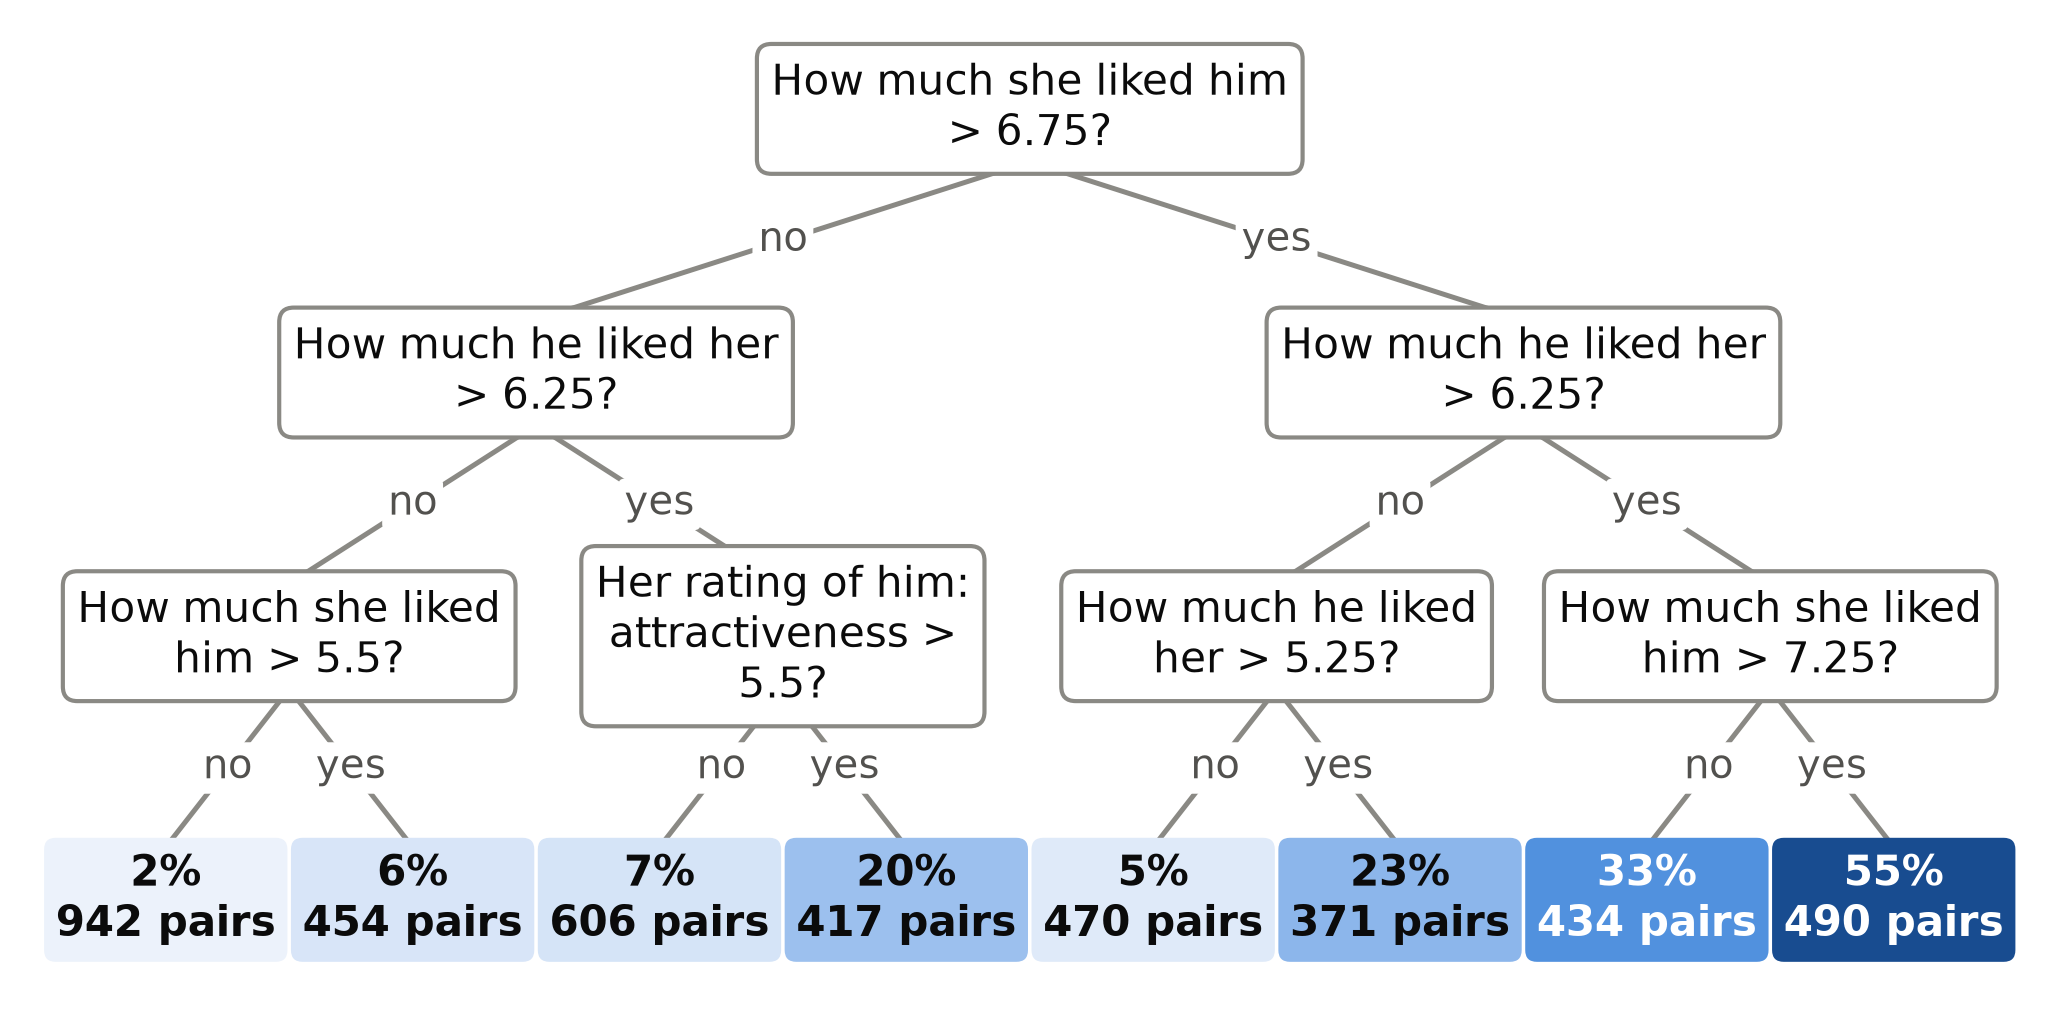 How much she liked him
> 6.75?
no
yes
How much he liked her
> 6.25?
How much he liked her
> 6.25?
no
yes
no
yes
How much she liked
him > 5.5?
Her rating of him:
attractiveness >
5.5?
How much he liked
her > 5.25?
How much she liked
him > 7.25?
no
yes
no
yes
no
yes
no
yes
2%
942 pairs
6%
454 pairs
7%
606 pairs
20%
417 pairs
5%
470 pairs
23%
371 pairs
33%
434 pairs
55%
490 pairs